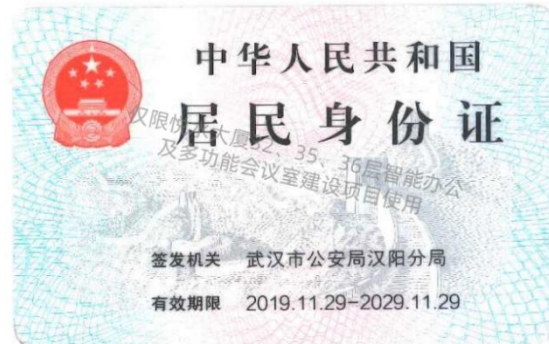 中华人民共和国
居民身份证
仅限悦大厦32、35、36层智能办公
及多功能会议室建设项目使用
签发机关 武汉市公安局汉阳分局
有效期限 2019.11.29-2029.11.29